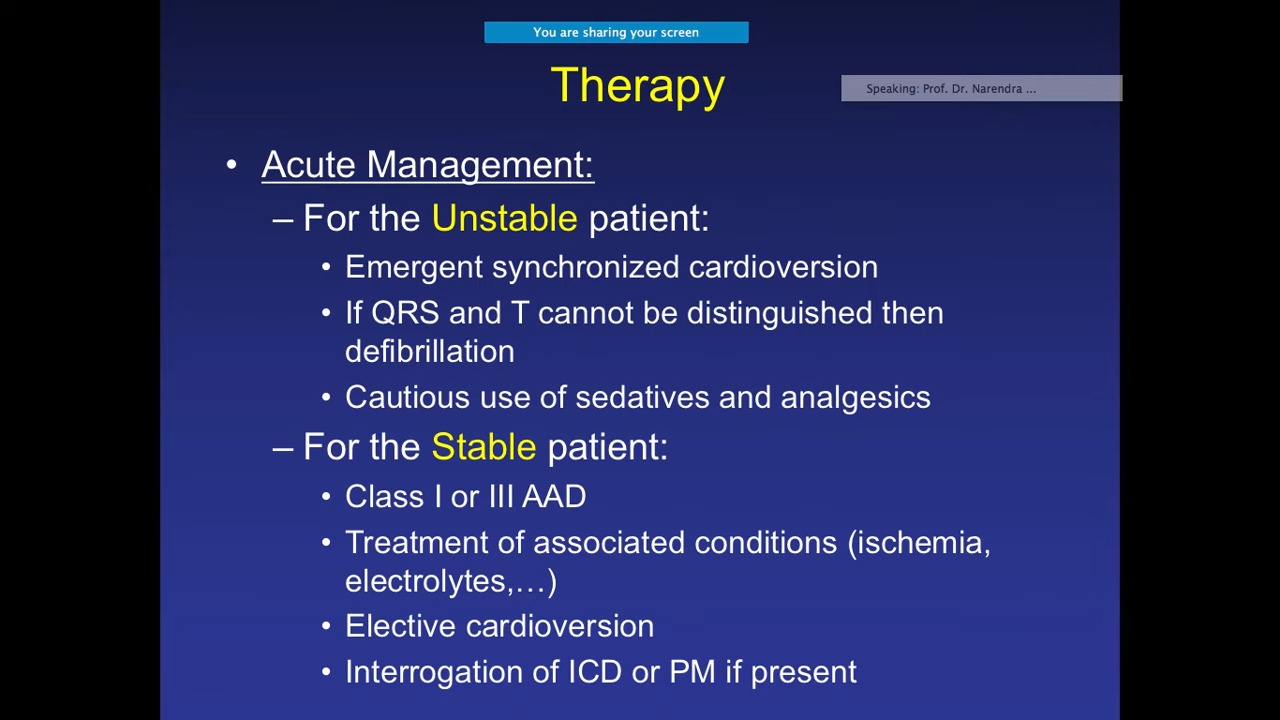 You are sharing your screen
Therapy
Speaking: Prof. Dr. Narendra ...
• Acute Management:
– For the Unstable patient:
• Emergent synchronized cardioversion
• If QRS and T cannot be distinguished then
defibrillation
• Cautious use of sedatives and analgesics
– For the Stable patient:
• Class I or III AAD
• Treatment of associated conditions (ischemia,
electrolytes,…)
• Elective cardioversion
• Interrogation of ICD or PM if present